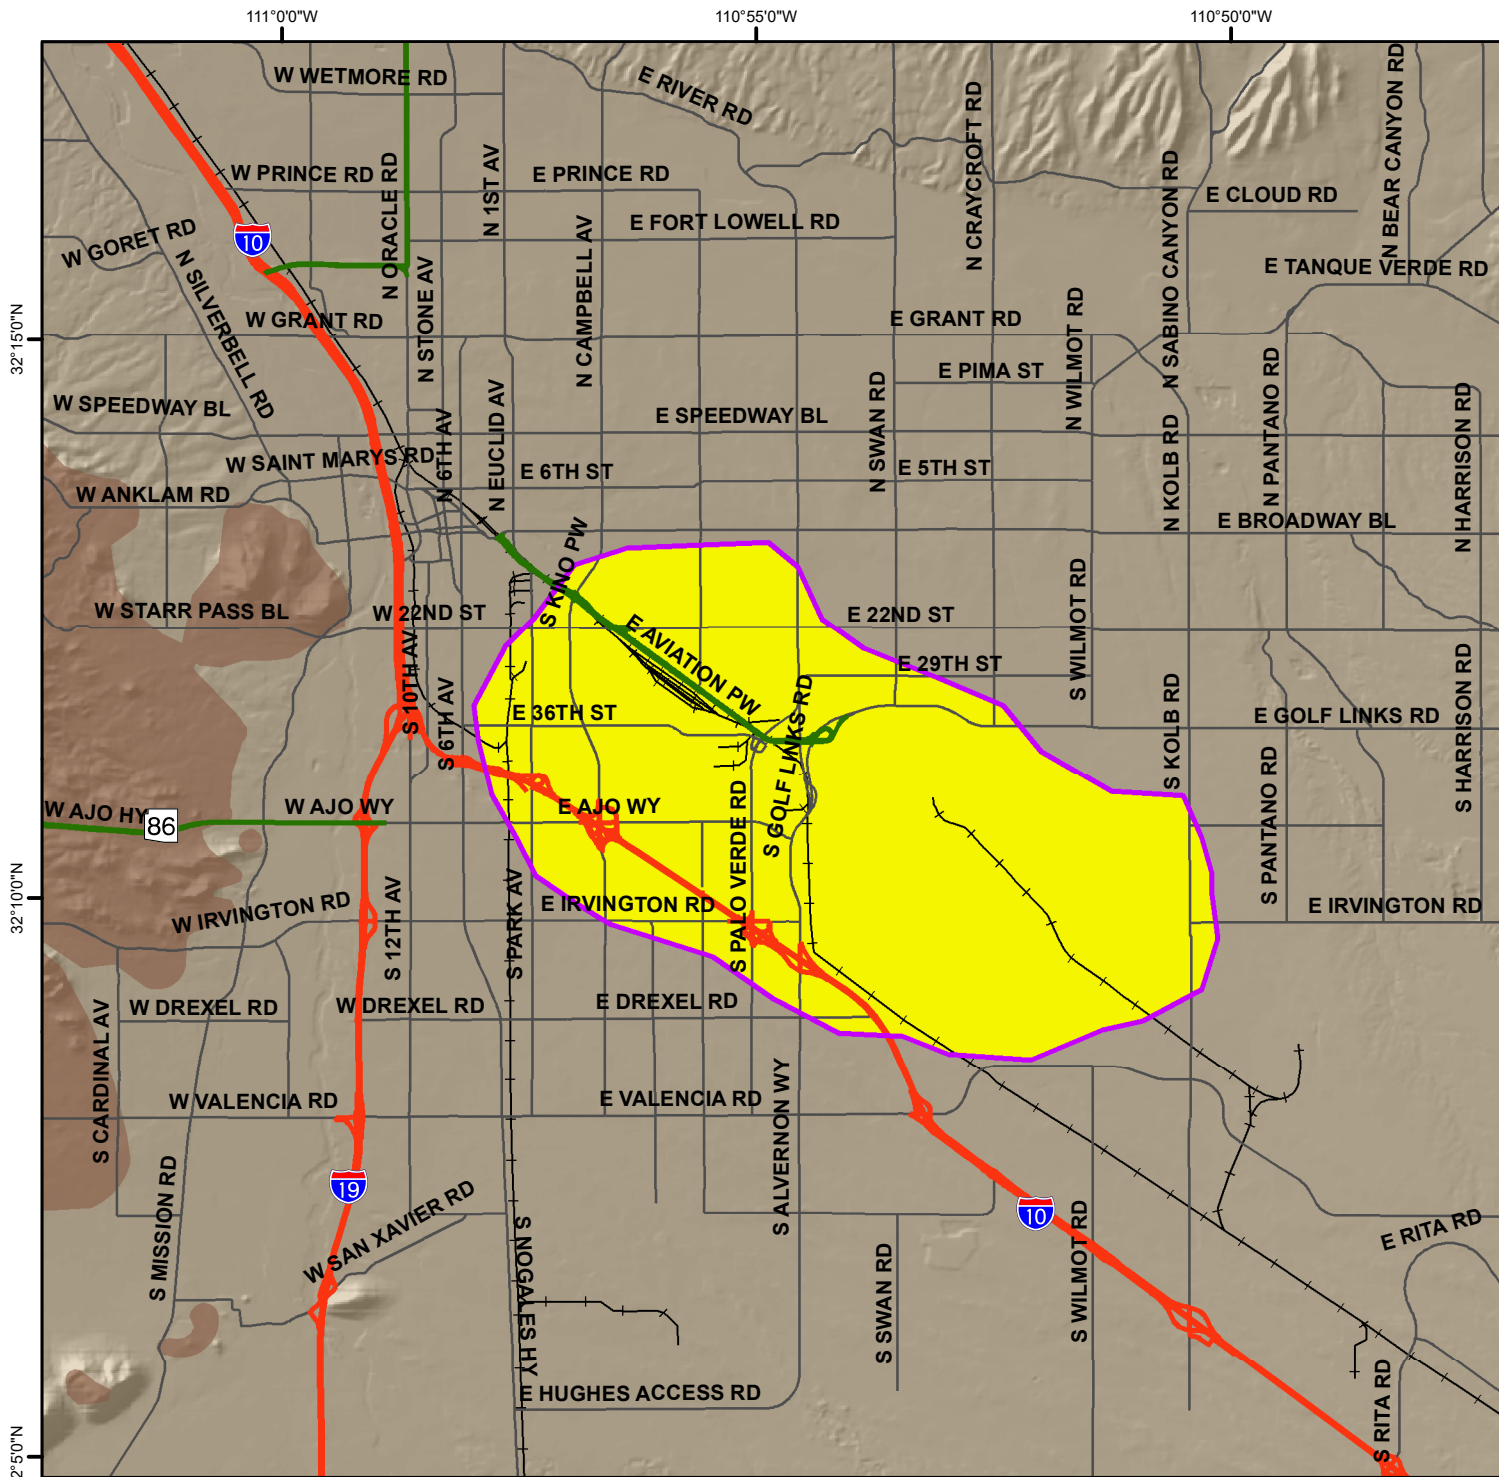 111°0'0"W
110°55'0"W
110°50'0"W
W WETMORE RD
E RIVER RD
N BEAR CANYON RD
N CRAYCROFT RD
W PRINCE RD
N ORACLE RD
N 1ST AV
E PRINCE RD
N SABINO CANYON RD
E CLOUD RD
W GORET RD
10
N CAMPBELL AV
E FORT LOWELL RD
E TANQUE VERDE RD
N SILVERBELL RD
N STONE AV
32°15'0"N
W GRANT RD
E GRANT RD
N WILMOT RD
N PANTANO RD
E PIMA ST
N SWAN RD
N HARRISON RD
W SPEEDWAY BL
N 6TH AV
N EUCLID AV
E SPEEDWAY BL
N KOLB RD
W SAINT MARYS RD
E 6TH ST
E 5TH ST
W ANKLAM RD
E BROADWAY BL
S KINO PW
W STARR PASS BL
W 22ND ST
E 22ND ST
S WILMOT RD
E AVIATION PW
E 29TH ST
S 10TH AV
S 6TH AV
E 36TH ST
S GOLF LINKS RD
S KOLB RD
E GOLF LINKS RD
S HARRISON RD
W AJO HY
86
W AJO WY
E AJO WY
S PALO VERDE RD
S PANTANO RD
32°10'0"N
W IRVINGTON RD
S 12TH AV
S PARK AV
E IRVINGTON RD
E IRVINGTON RD
W DREXEL RD
W DREXEL RD
E DREXEL RD
S CARDINAL AV
W VALENCIA RD
E VALENCIA RD
S ALVERNON WY
S MISSION RD
19
W SAN XAVIER RD
10
S NOGALES HY
S SWAN RD
S WILMOT RD
E RITA RD
E HUGHES ACCESS RD
S RITA RD
2°5'0"N